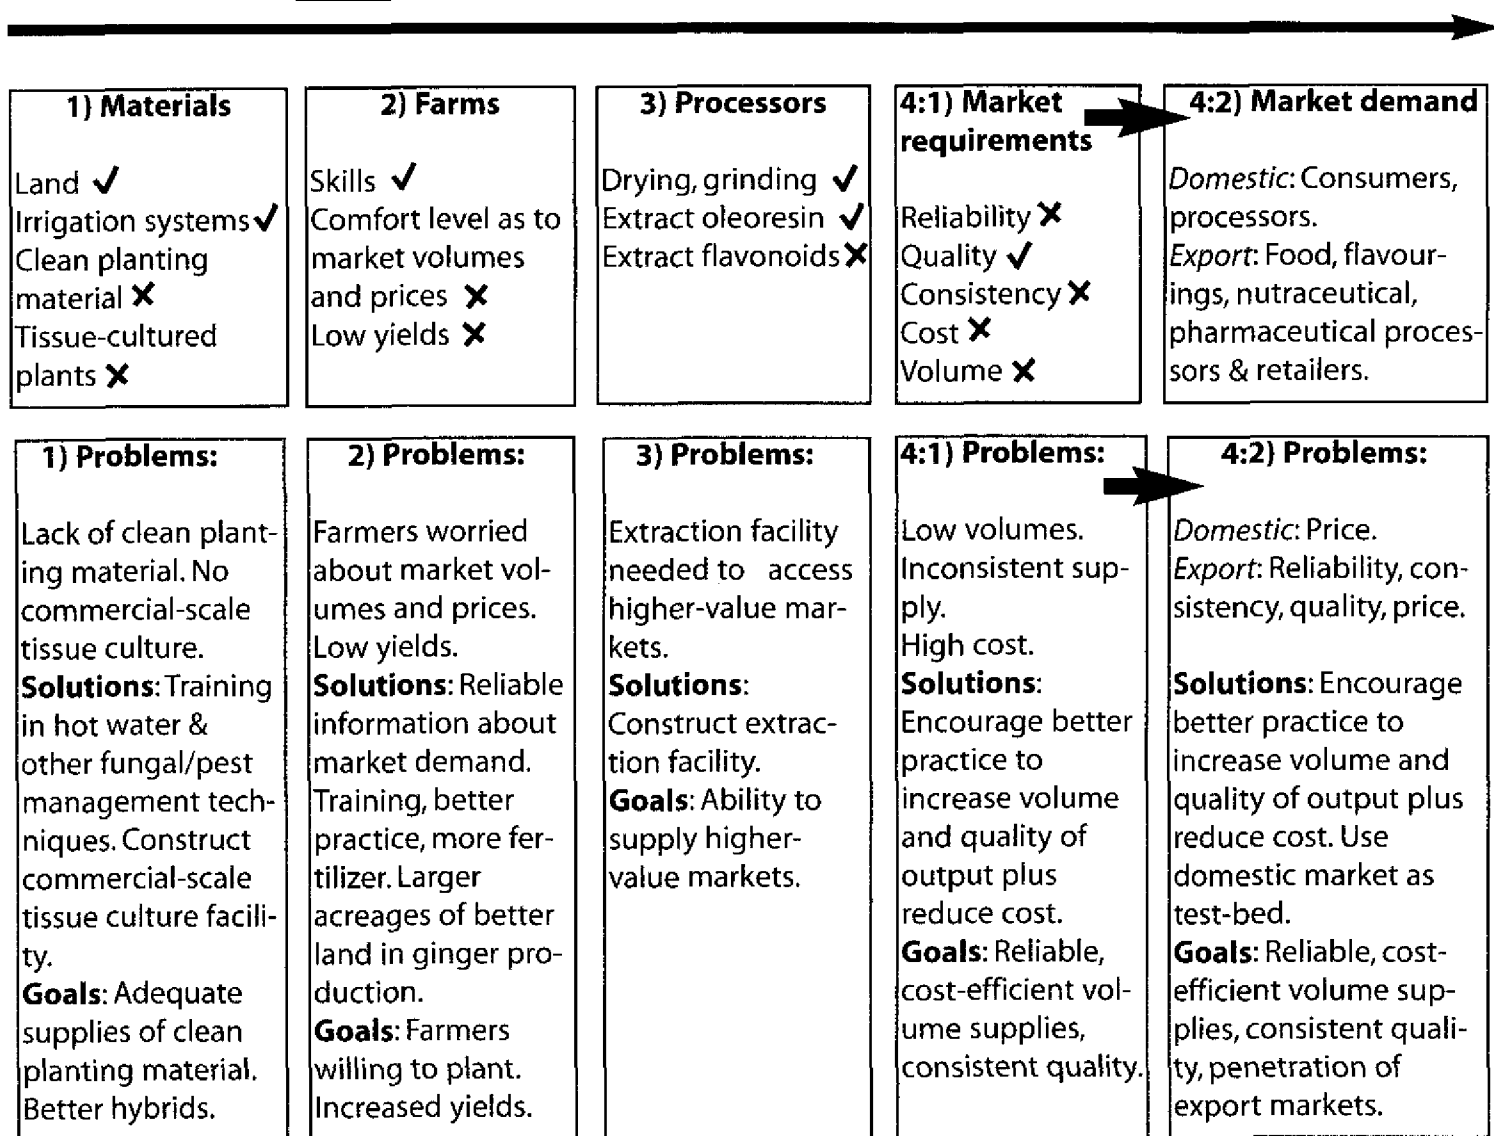 1) Materials
Land ✓
Irrigation systems ✓
Clean planting
material ✗
Tissue-cultured
plants ✗
2) Farms
Skills ✓
Comfort level as to
market volumes
and prices ✗
Low yields ✗
3) Processors
Drying, grinding ✓
Extract oleoresin ✓
Extract flavonoids ✗
4:1) Market
requirements
Reliability ✗
Quality ✓
Consistency ✗
Cost ✗
Volume ✗
4:2) Market demand
Domestic: Consumers,
processors.
Export: Food, flavour-
ings, nutraceutical,
pharmaceutical proces-
sors & retailers.
1) Problems:
Lack of clean plant-
ing material. No
commercial-scale
tissue culture.
Solutions: Training
in hot water &
other fungal/pest
management tech-
niques. Construct
commercial-scale
tissue culture facili-
ty.
Goals: Adequate
supplies of clean
planting material.
Better hybrids.
2) Problems:
Farmers worried
about market vol-
umes and prices.
Low yields.
Solutions: Reliable
information about
market demand.
Training, better
practice, more fer-
tilizer. Larger
acreages of better
land in ginger pro-
duction.
Goals: Farmers
willing to plant.
Increased yields.
3) Problems:
Extraction facility
needed to access
higher-value mar-
kets.
Solutions:
Construct extrac-
tion facility.
Goals: Ability to
supply higher-
value markets.
4:1) Problems:
Low volumes.
Inconsistent sup-
ply.
High cost.
Solutions:
Encourage better
practice to
increase volume
and quality of
output plus
reduce cost.
Goals: Reliable,
cost-efficient vol-
ume supplies,
consistent quality.
4:2) Problems:
Domestic: Price.
Export: Reliability, con-
sistency, quality, price.
Solutions: Encourage
better practice to
increase volume and
quality of output plus
reduce cost. Use
domestic market as
test-bed.
Goals: Reliable, cost-
efficient volume sup-
plies, consistent quali-
ty, penetration of
export markets.